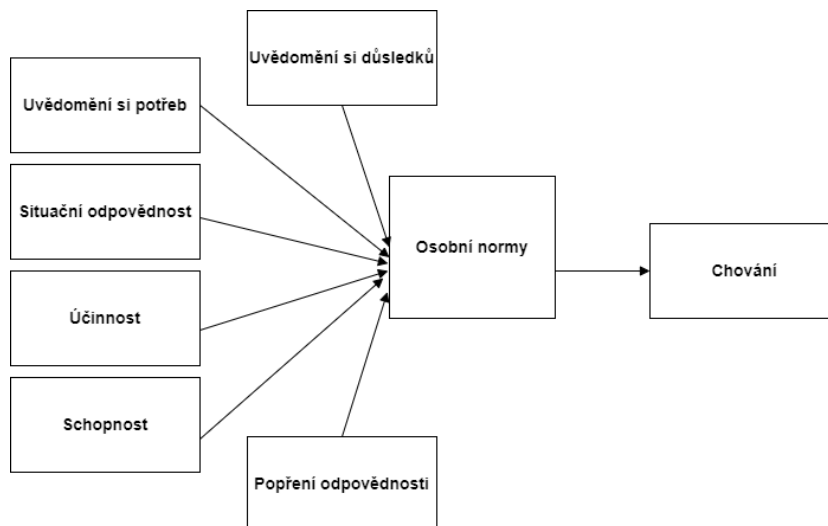 Uvědomění si důsledků
Uvědomění si potřeb
Situační odpovědnost
Osobní normy
Chování
Účinnost
Schopnost
Popření odpovědnosti